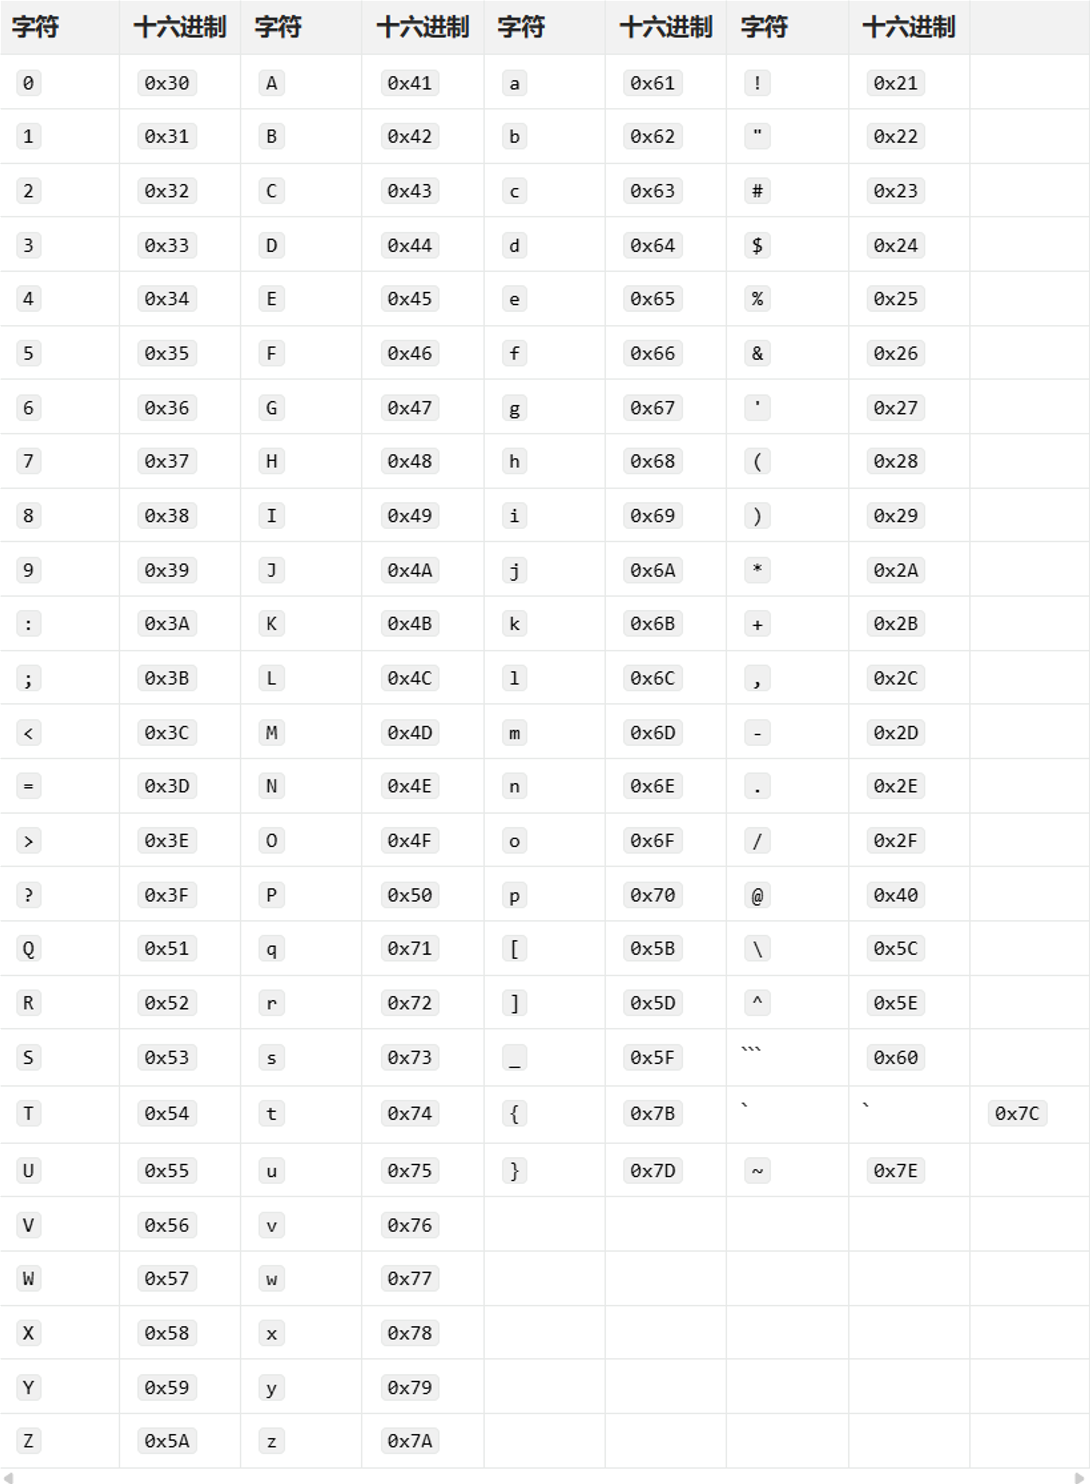 字符 十六进制 字符 十六进制 字符 十六进制 字符 十六进制
0 0x30 A 0x41 a 0x61 ! 0x21
1 0x31 B 0x42 b 0x62 " 0x22
2 0x32 C 0x43 c 0x63 # 0x23
3 0x33 D 0x44 d 0x64 $ 0x24
4 0x34 E 0x45 e 0x65 % 0x25
5 0x35 F 0x46 f 0x66 & 0x26
6 0x36 G 0x47 g 0x67 ' 0x27
7 0x37 H 0x48 h 0x68 ( 0x28
8 0x38 I 0x49 i 0x69 ) 0x29
9 0x39 J 0x4A j 0x6A * 0x2A
: 0x3A K 0x4B k 0x6B + 0x2B
; 0x3B L 0x4C l 0x6C , 0x2C
< 0x3C M 0x4D m 0x6D - 0x2D
= 0x3D N 0x4E n 0x6E . 0x2E
> 0x3E O 0x4F o 0x6F / 0x2F
? 0x3F P 0x50 p 0x70 @ 0x40
Q 0x51 q 0x71 [ 0x5B \ 0x5C
R 0x52 r 0x72 ] 0x5D ^ 0x5E
S 0x53 s 0x73 _ 0x5F ``` 0x60
T 0x54 t 0x74 { 0x7B ` ` 0x7C
U 0x55 u 0x75 } 0x7D ~ 0x7E
V 0x56 v 0x76
W 0x57 w 0x77
X 0x58 x 0x78
Y 0x59 y 0x79
Z 0x5A z 0x7A